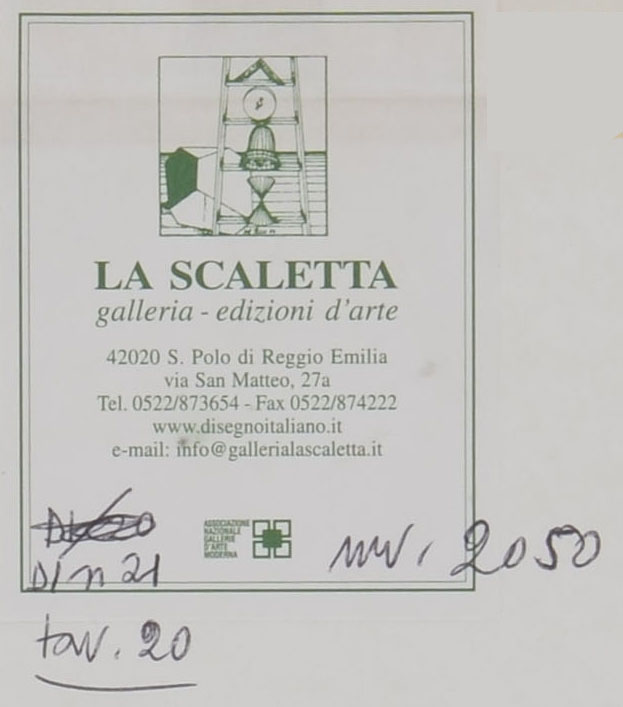 LA SCALETTA
galleria - edizioni d'arte
42020 S. Polo di Reggio Emilia
via San Matteo, 27a
Tel. 0522/873654 - Fax 0522/874222
www.disegnoitaliano.it
e-mail: info@gallerialascaletta.it
ASSOCIAZIONE
NAZIONALE
GALLERIE
D'ARTE
MODERNA
DI n 21
inv. 2050
tav. 20